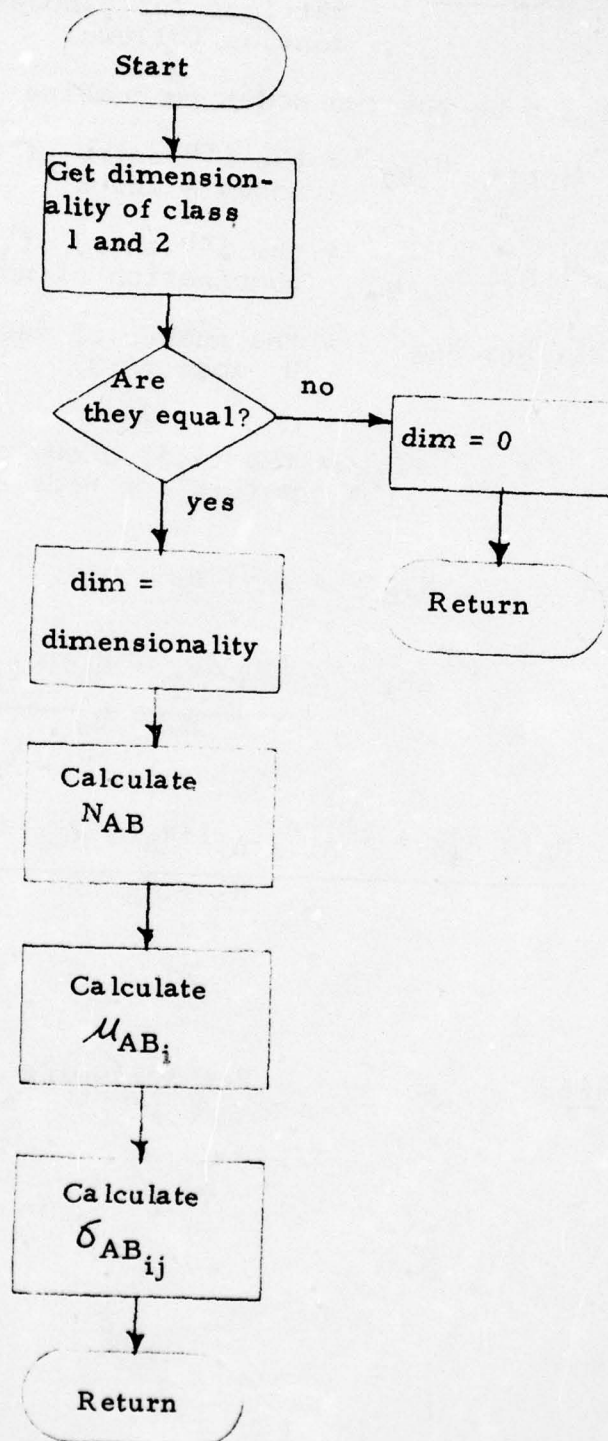 Start
Get dimension-
ality of class
1 and 2
Are
they equal?
no
dim = 0
Return
yes
dim =
dimensionality
Calculate
N_AB
Calculate
μ_AB_i
Calculate
σ_AB_ij
Return